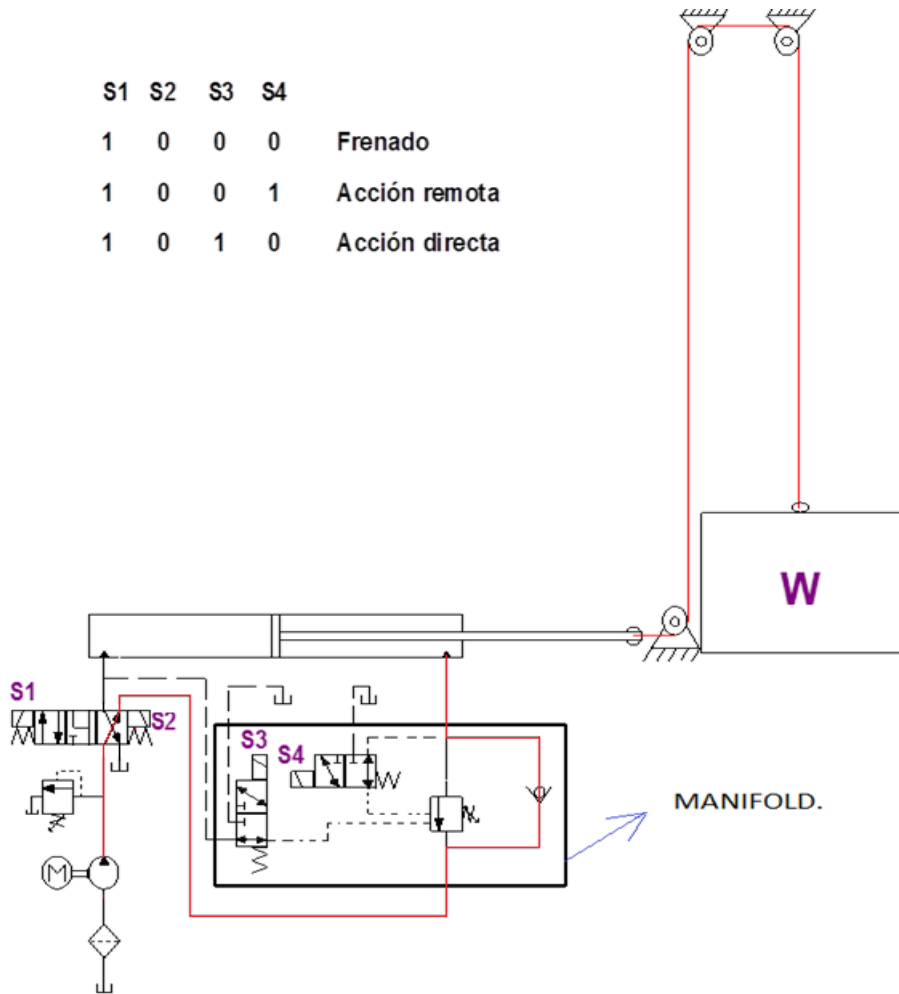 S1 S2 S3 S4
1 0 0 0 Frenado
1 0 0 1 Acción remota
1 0 1 0 Acción directa
W
S1
S2
S3
S4
MANIFOLD.
M